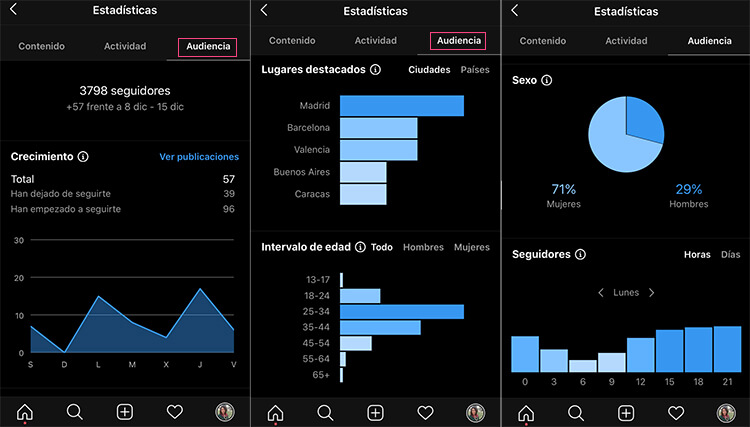 Estadísticas
Contenido Actividad Audiencia
3798 seguidores
+57 frente a 8 dic - 15 dic
Crecimiento Ver publicaciones
Total 57
Han dejado de seguirte 39
Han empezado a seguirte 96
30
20
10
0
S D L M X J V
Estadísticas
Contenido Actividad Audiencia
Lugares destacados Ciudades Países
Madrid
Barcelona
Valencia
Buenos Aires
Caracas
Intervalo de edad Todo Hombres Mujeres
13-17
18-24
25-34
35-44
45-54
55-64
65+
Estadísticas
Contenido Actividad Audiencia
Sexo
71% 29%
Mujeres Hombres
Seguidores Horas Días
Lunes
0 3 6 9 12 15 18 21